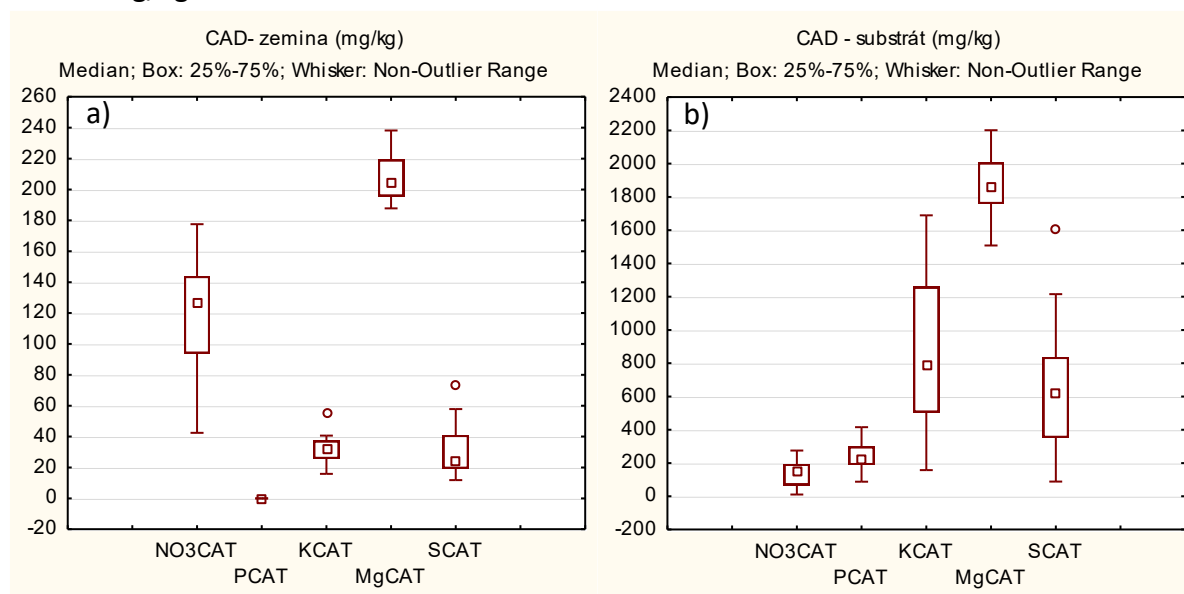 CAD- zemina (mg/kg)
Median; Box: 25%-75%; Whisker: Non-Outlier Range
a)
260
240
220
200
180
160
140
120
100
80
60
40
20
0
-20
NO3CAT KCAT SCAT
PCAT MgCAT
CAD - substrát (mg/kg)
Median; Box: 25%-75%; Whisker: Non-Outlier Range
b)
2400
2200
2000
1800
1600
1400
1200
1000
800
600
400
200
0
-200
NO3CAT KCAT SCAT
PCAT MgCAT